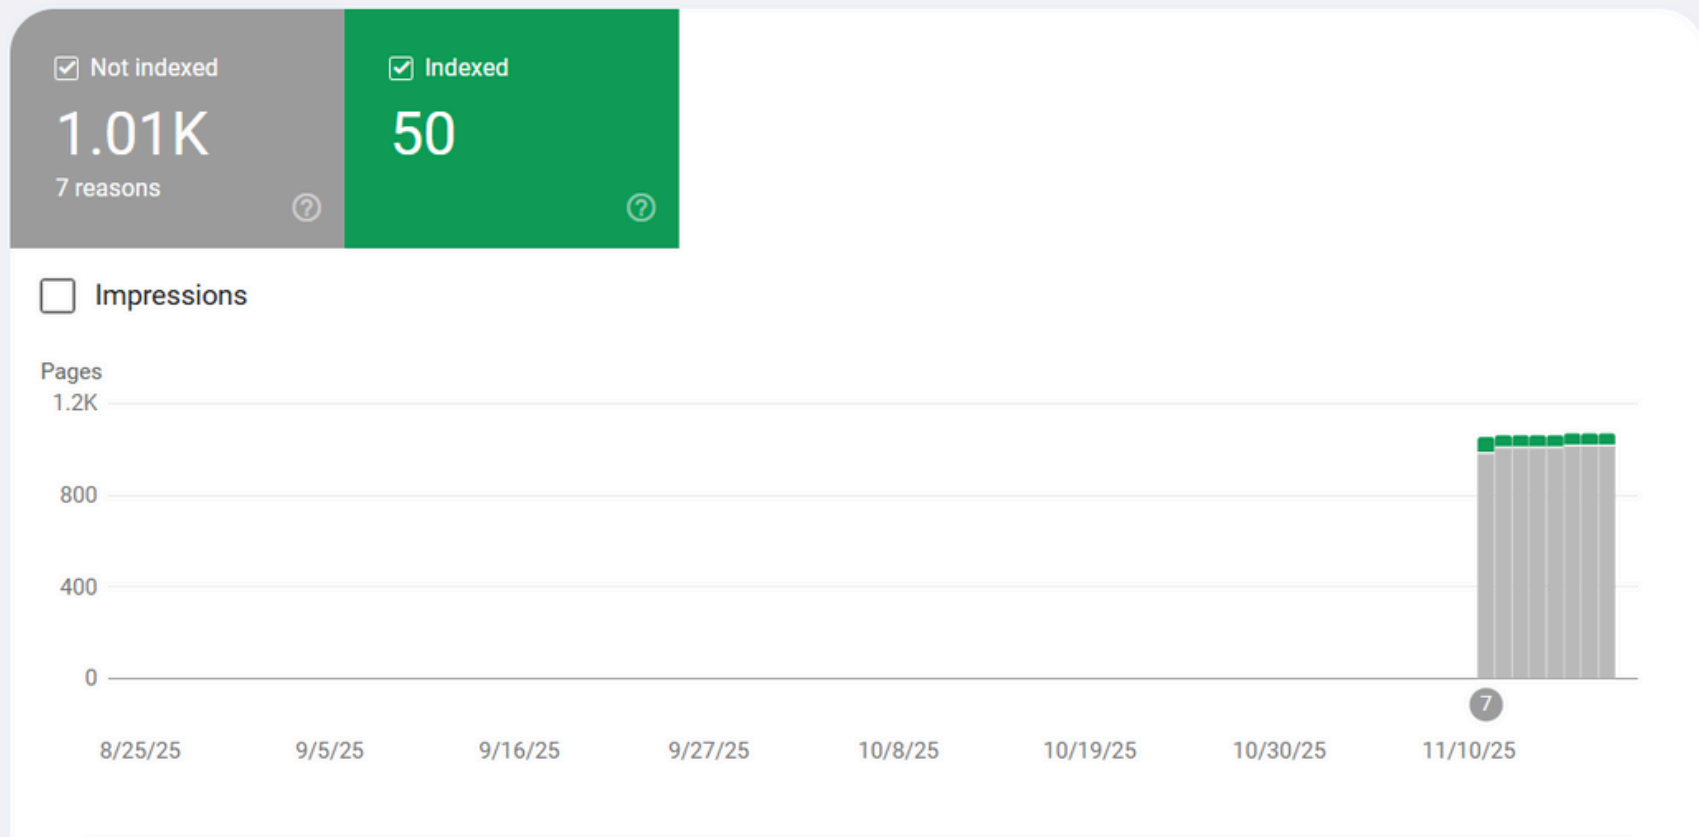 Not indexed
1.01K
7 reasons
Indexed
50
Impressions
Pages
1.2K
800
400
0
7
8/25/25 9/5/25 9/16/25 9/27/25 10/8/25 10/19/25 10/30/25 11/10/25